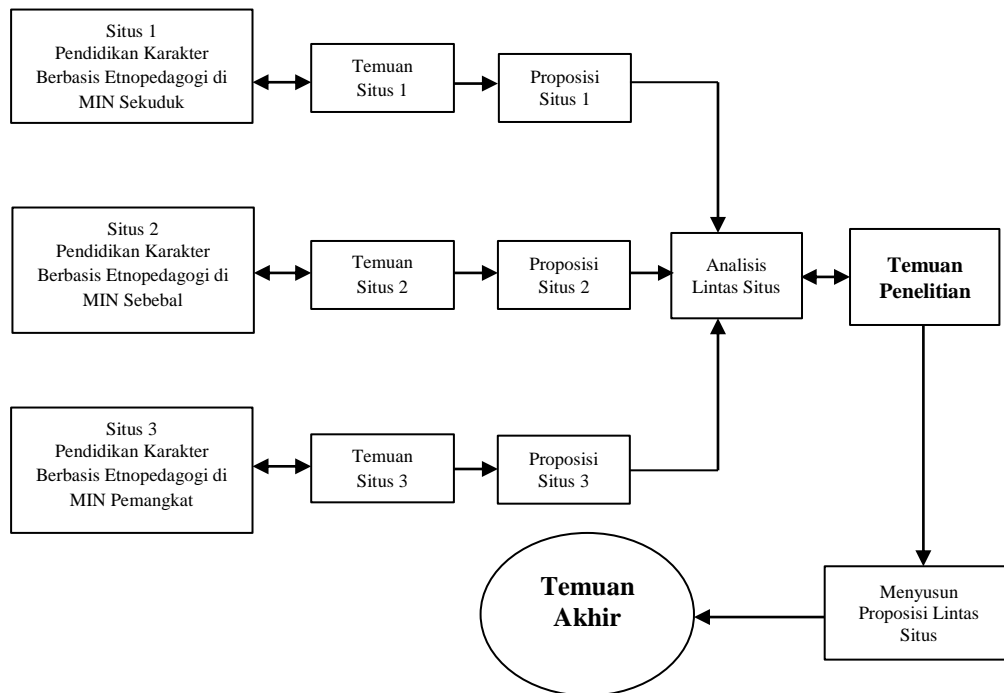 Situs 1
Pendidikan Karakter
Berbasis Etnopedagogi di
MIN Sekuduk
Temuan
Situs 1
Proposisi
Situs 1
Situs 2
Pendidikan Karakter
Berbasis Etnopedagogi di
MIN Sebebal
Temuan
Situs 2
Proposisi
Situs 2
Analisis
Lintas Situs
Temuan
Penelitian
Situs 3
Pendidikan Karakter
Berbasis Etnopedagogi di
MIN Pemangkat
Temuan
Situs 3
Proposisi
Situs 3
Menyusun
Proposisi Lintas
Situs
Temuan
Akhir